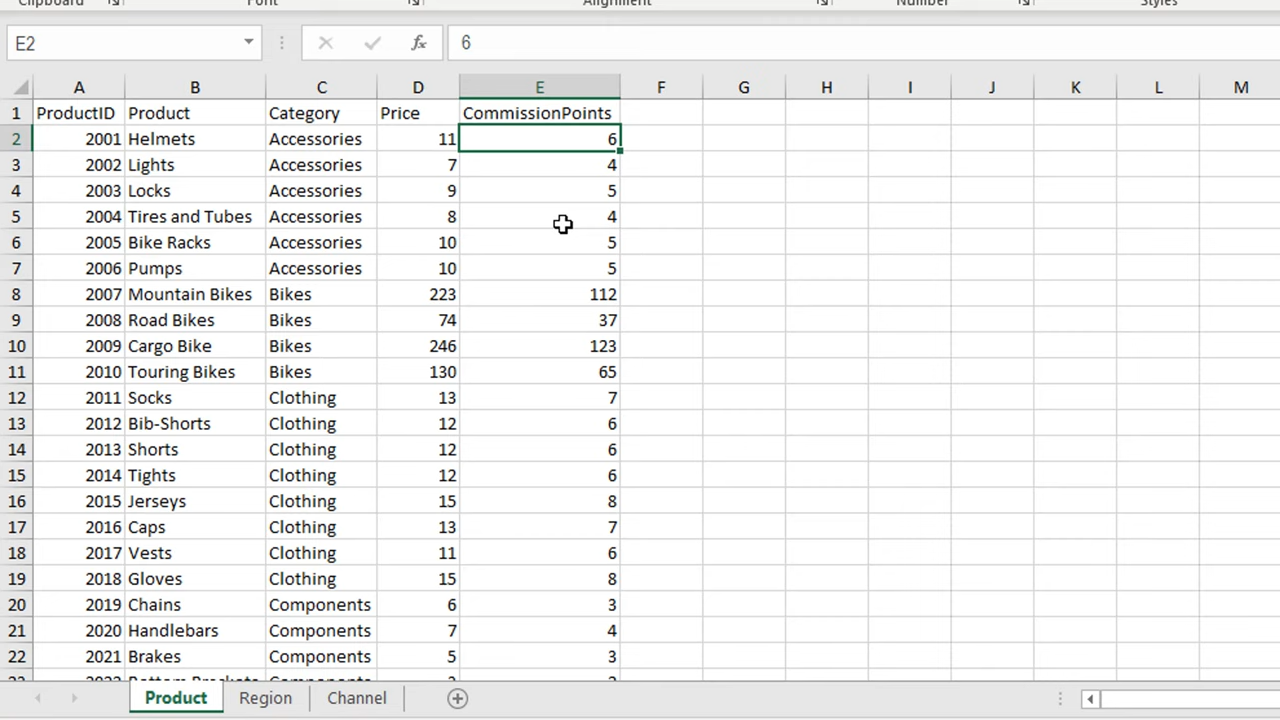 Clipboard Font Alignment Number Styles
E2 fx 6
A B C D E F G H I J K L M
1 ProductID Product Category Price CommissionPoints
2 2001 Helmets Accessories 11 6
3 2002 Lights Accessories 7 4
4 2003 Locks Accessories 9 5
5 2004 Tires and Tubes Accessories 8 4
6 2005 Bike Racks Accessories 10 5
7 2006 Pumps Accessories 10 5
8 2007 Mountain Bikes Bikes 223 112
9 2008 Road Bikes Bikes 74 37
10 2009 Cargo Bike Bikes 246 123
11 2010 Touring Bikes Bikes 130 65
12 2011 Socks Clothing 13 7
13 2012 Bib-Shorts Clothing 12 6
14 2013 Shorts Clothing 12 6
15 2014 Tights Clothing 12 6
16 2015 Jerseys Clothing 15 8
17 2016 Caps Clothing 13 7
18 2017 Vests Clothing 11 6
19 2018 Gloves Clothing 15 8
20 2019 Chains Components 6 3
21 2020 Handlebars Components 7 4
22 2021 Brakes Components 5 3
Product Region Channel